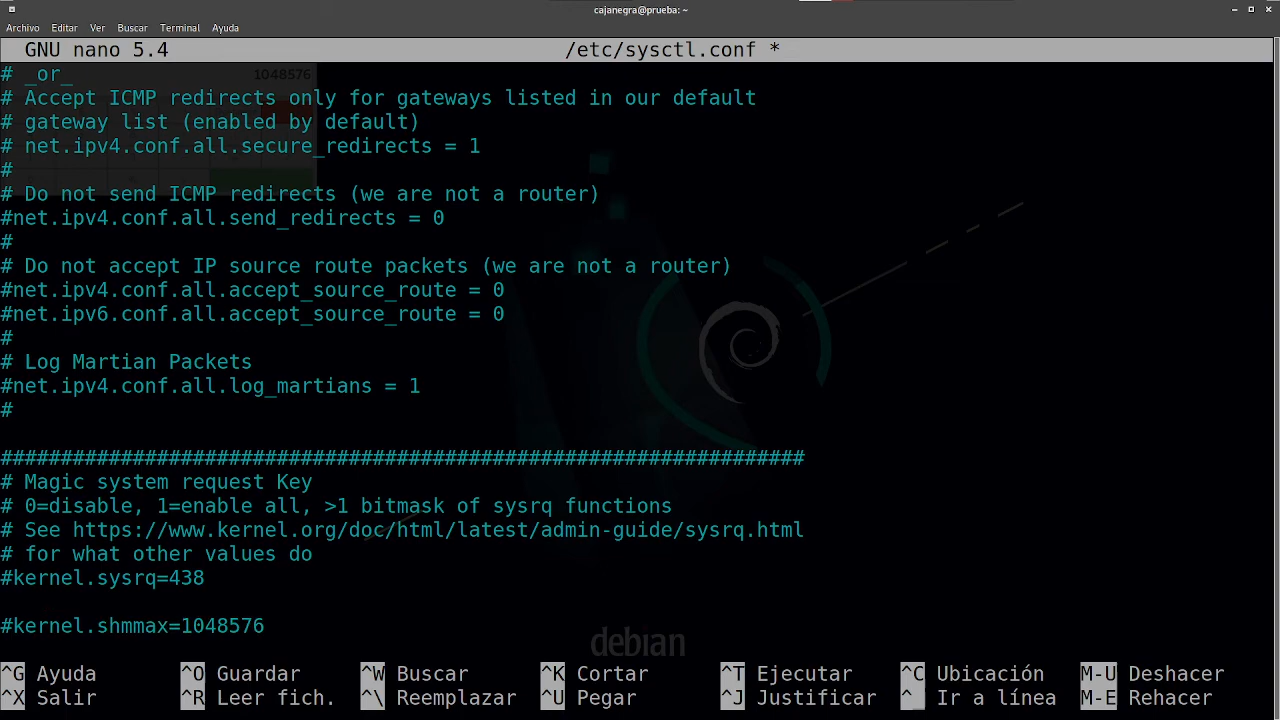 cajanegra@prueba: ~
Archivo Editar Ver Buscar Terminal Ayuda
GNU nano 5.4 /etc/sysctl.conf *
# _or_
1048576
# Accept ICMP redirects only for gateways listed in our default
# gateway list (enabled by default)
# net.ipv4.conf.all.secure_redirects = 1
#
# Do not send ICMP redirects (we are not a router)
#net.ipv4.conf.all.send_redirects = 0
#
# Do not accept IP source route packets (we are not a router)
#net.ipv4.conf.all.accept_source_route = 0
#net.ipv6.conf.all.accept_source_route = 0
#
# Log Martian Packets
#net.ipv4.conf.all.log_martians = 1
#
###################################################################
# Magic system request Key
# 0=disable, 1=enable all, >1 bitmask of sysrq functions
# See https://www.kernel.org/doc/html/latest/admin-guide/sysrq.html
# for what other values do
#kernel.sysrq=438
#kernel.shmmax=1048576
debian
^G Ayuda ^O Guardar ^W Buscar ^K Cortar ^T Ejecutar ^C Ubicación M-U Deshacer
^X Salir ^R Leer fich. ^\ Reemplazar ^U Pegar ^J Justificar ^_ Ir a línea M-E Rehacer